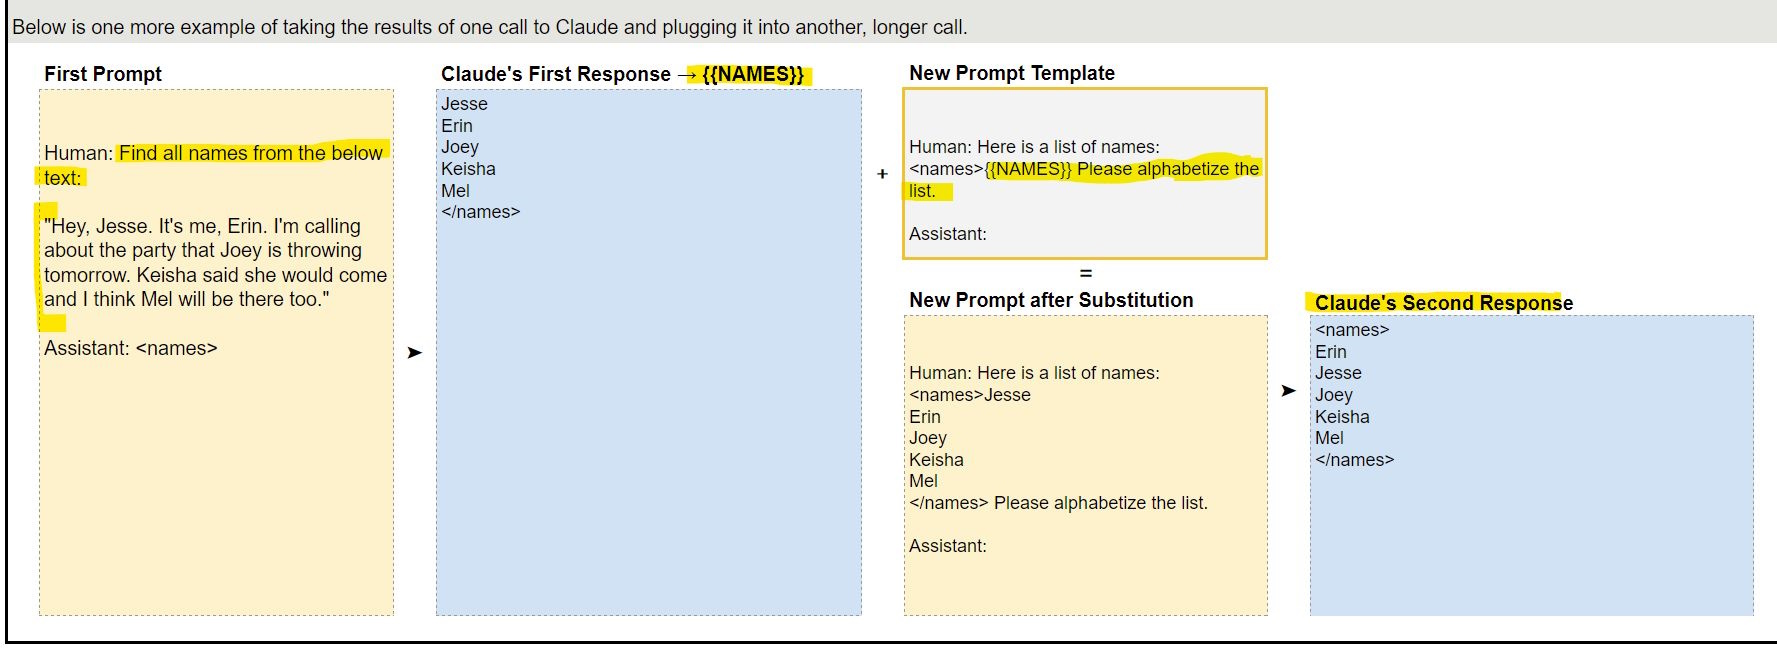 Below is one more example of taking the results of one call to Claude and plugging it into another, longer call.
First Prompt
Human: Find all names from the below
text:
"Hey, Jesse. It's me, Erin. I'm calling
about the party that Joey is throwing
tomorrow. Keisha said she would come
and I think Mel will be there too."
Assistant: <names>
➤
Claude's First Response → {{NAMES}}
Jesse
Erin
Joey
Keisha
Mel
</names>
+
New Prompt Template
Human: Here is a list of names:
<names>{{NAMES}} Please alphabetize the
list.
Assistant:
=
New Prompt after Substitution
Human: Here is a list of names:
<names>Jesse
Erin
Joey
Keisha
Mel
</names> Please alphabetize the list.
Assistant:
➤
Claude's Second Response
<names>
Erin
Jesse
Joey
Keisha
Mel
</names>